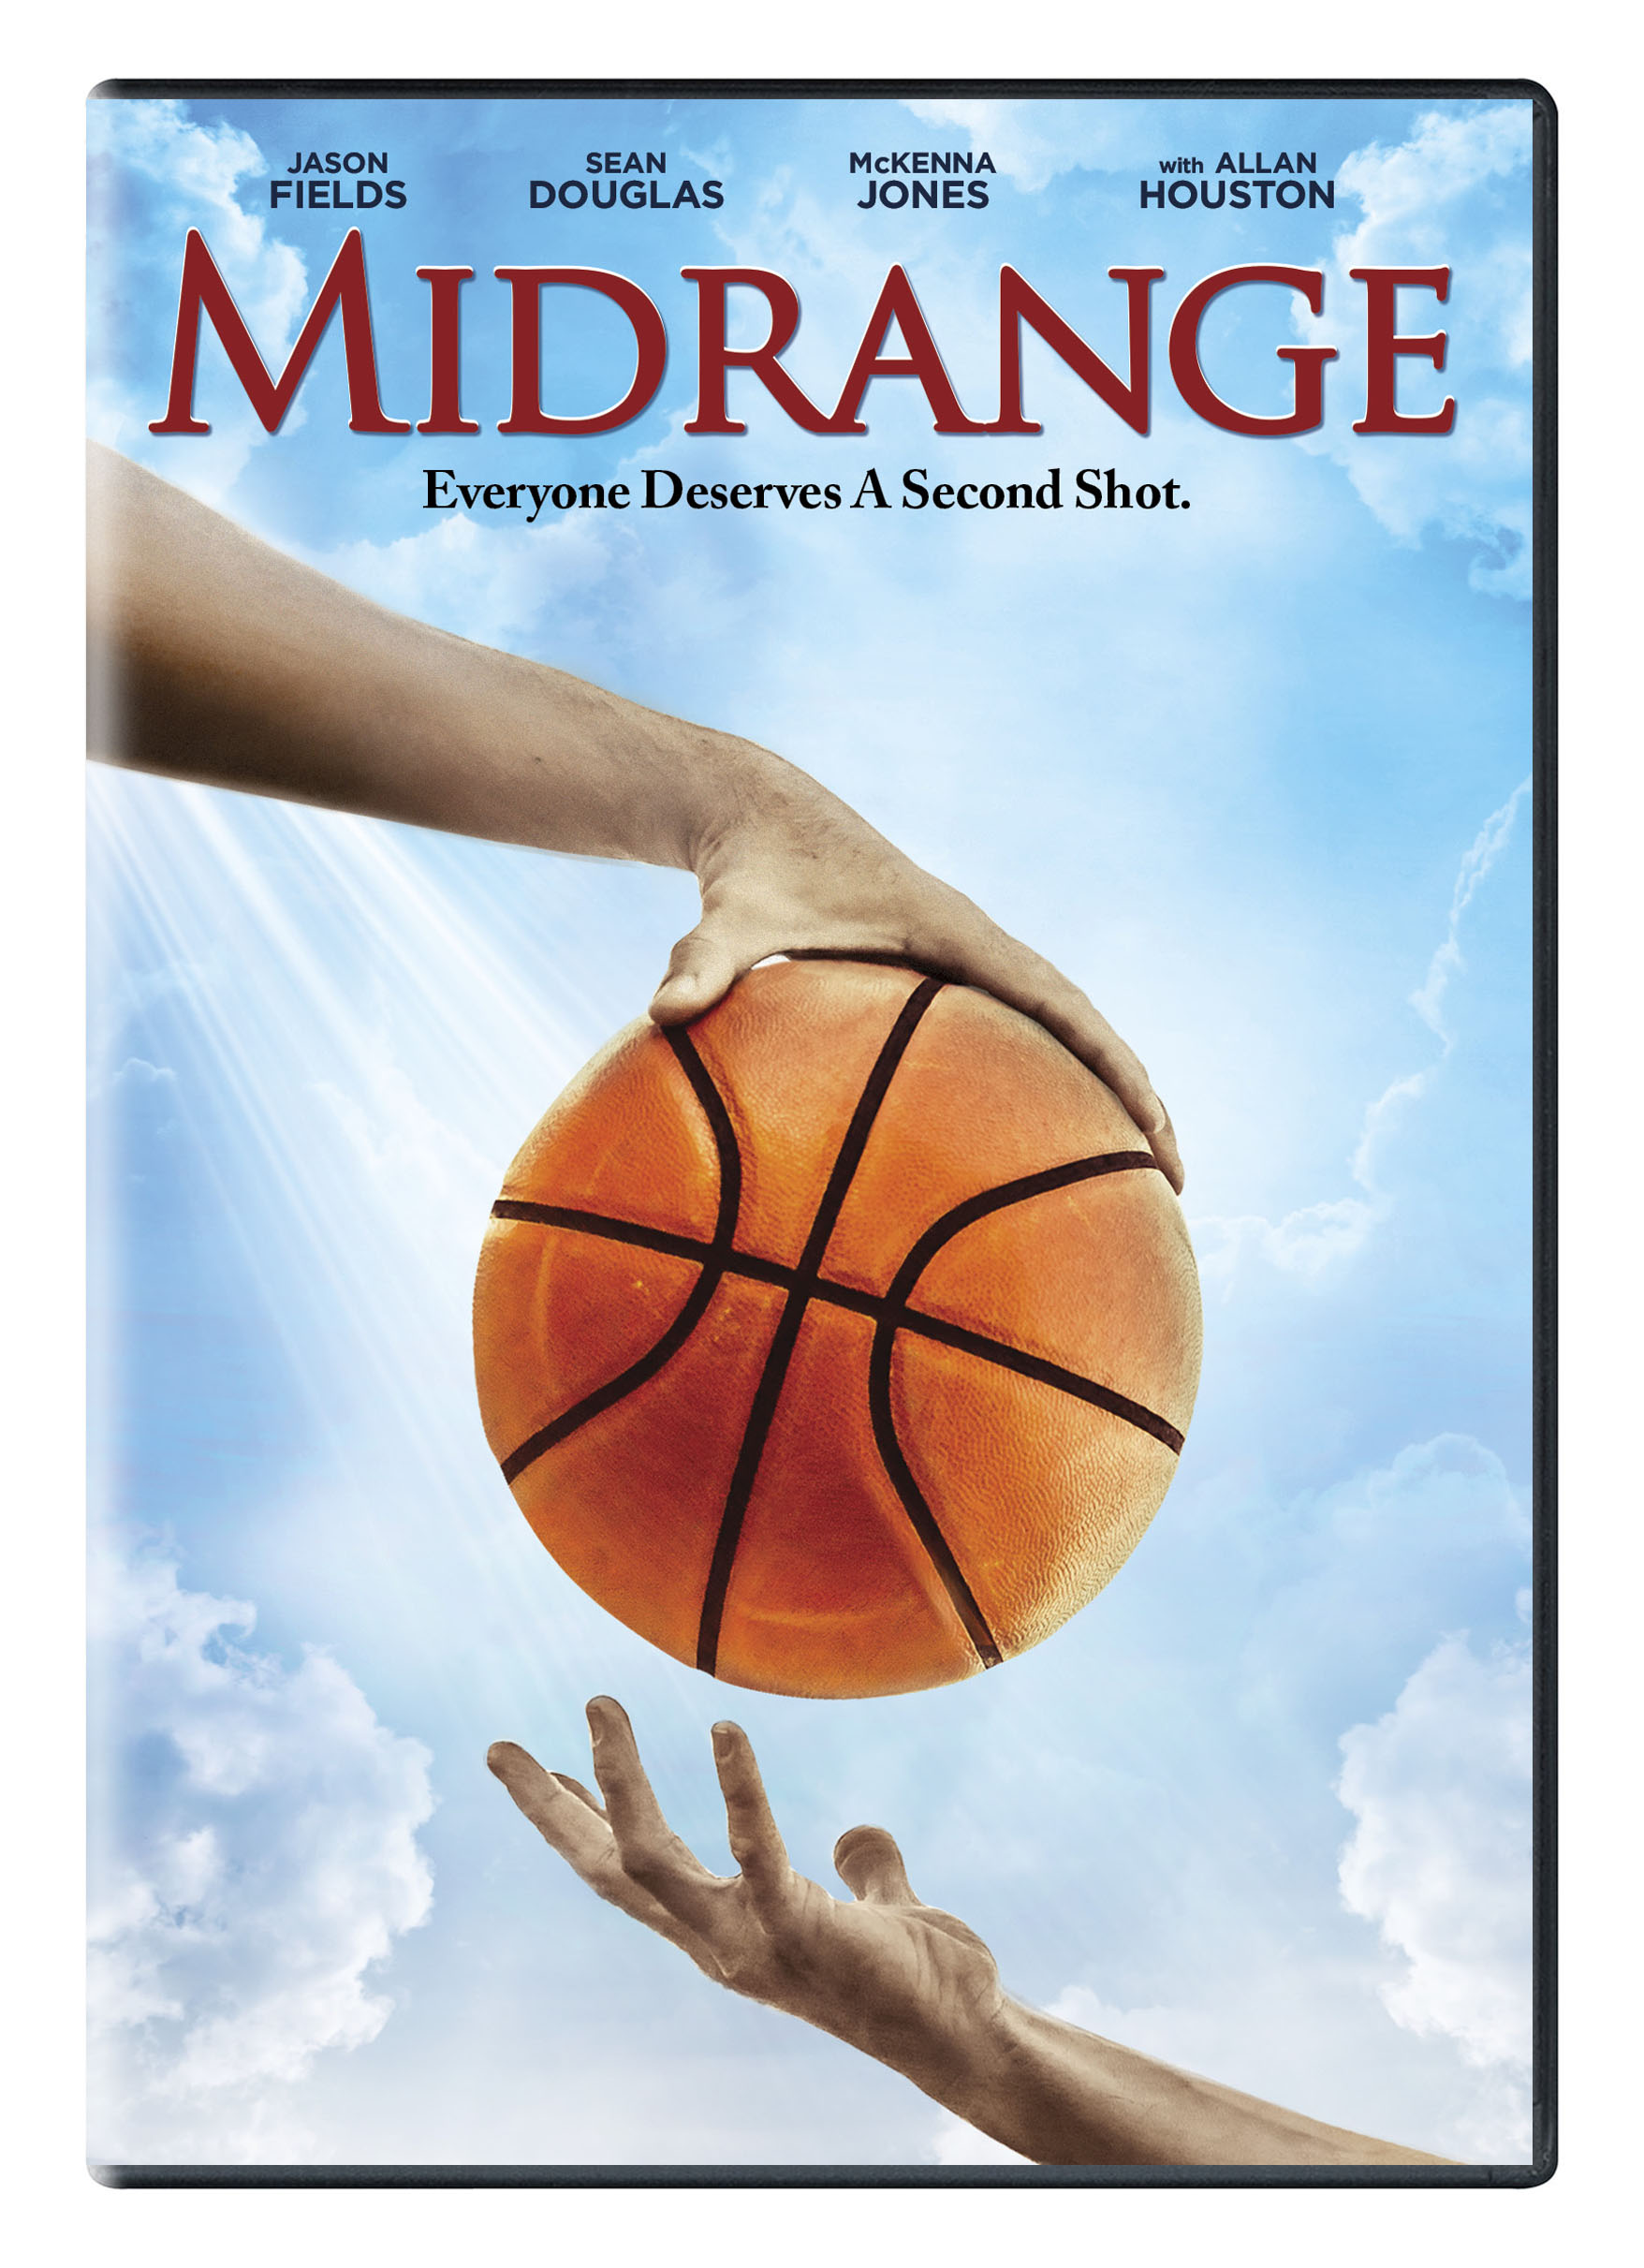 JASON
FIELDS
SEAN
DOUGLAS
McKENNA
JONES
with ALLAN
HOUSTON
MIDRANGE
Everyone Deserves A Second Shot.